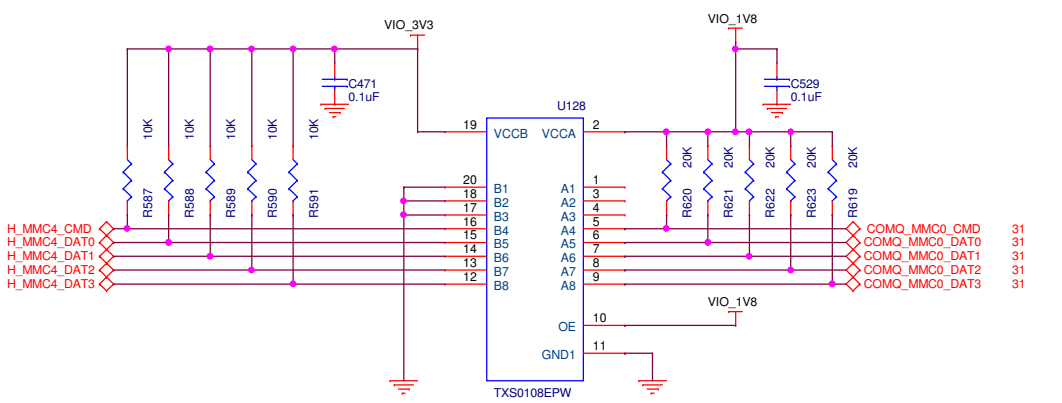 VIO_3V3
VIO_1V8
C471
0.1uF
C529
0.1uF
U128
10K
10K
10K
10K
10K
20K
20K
20K
20K
20K
19 VCCB VCCA 2
R587
R588
R589
R590
R591
R620
R621
R622
R623
R619
20 B1 A1 1
18 B2 A2 3
17 B3 A3 4
H_MMC4_CMD 16 B4 A4 5 COMQ_MMC0_CMD 31
H_MMC4_DAT0 15 B5 A5 6 COMQ_MMC0_DAT0 31
H_MMC4_DAT1 14 B6 A6 7 COMQ_MMC0_DAT1 31
H_MMC4_DAT2 13 B7 A7 8 COMQ_MMC0_DAT2 31
H_MMC4_DAT3 12 B8 A8 9 COMQ_MMC0_DAT3 31
VIO_1V8
OE 10
GND1 11
TXS0108EPW